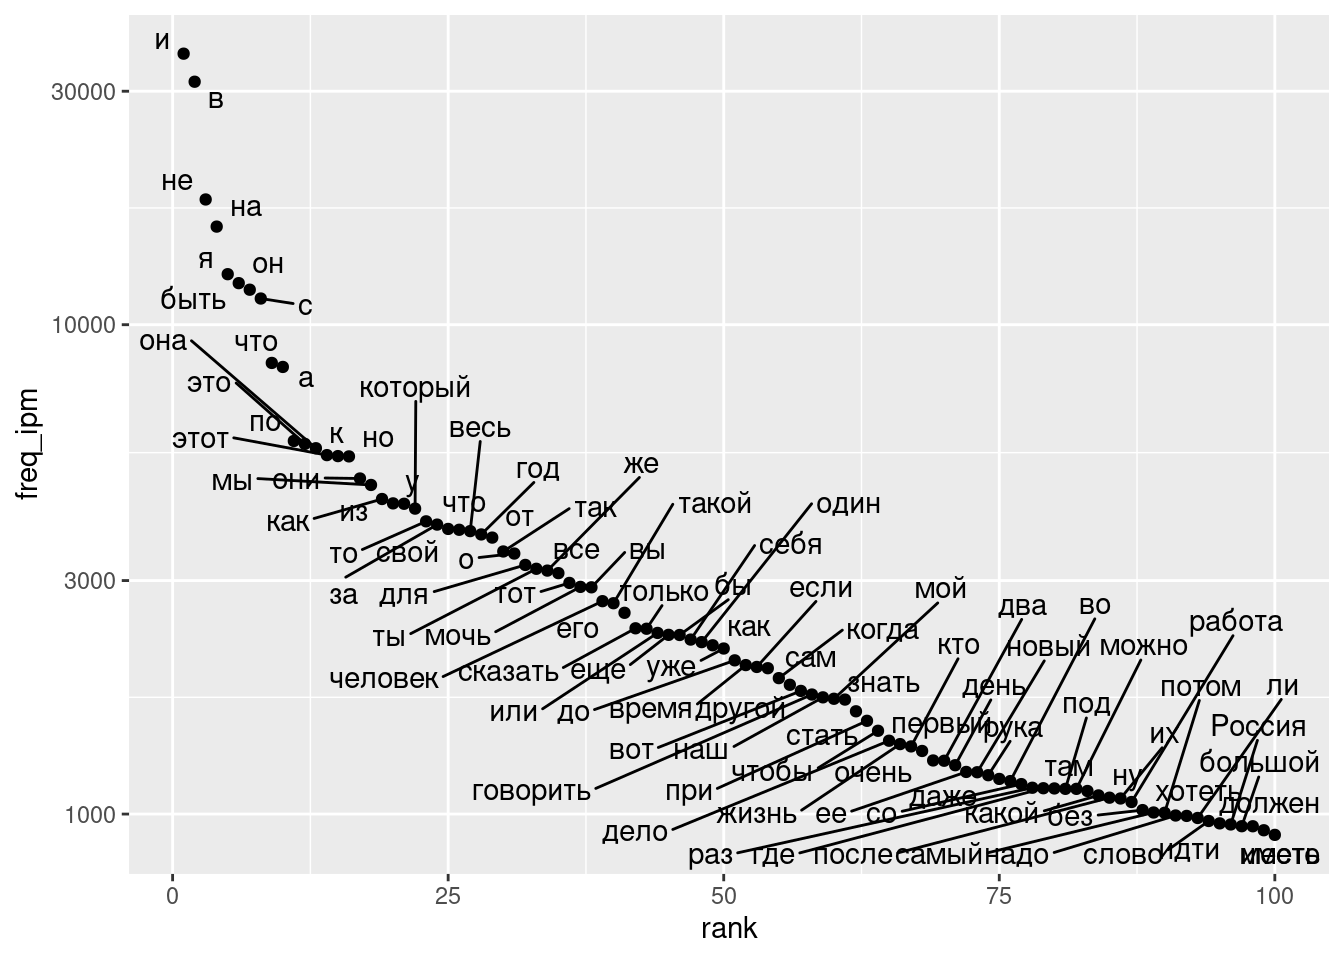 и
30000
в
не
на
я
он
быть
с
10000
она
что
это
а
который
по
этот
к
но
весь
мы
они
у
год
же
как
из
что
от
так
такой
один
то
свой
о
все
вы
себя
3000
за
для
тот
только
бы
если
мой
ты
мочь
его
как
когда
два
во
работа
человек
сказать
еще
уже
сам
знать
кто
новый
можно
или
до
время
другой
первый
день
рука
под
потом
ли
вот
наш
стать
Россия
их
говорить
при
чтобы
очень
там
ну
большой
дело
жизнь
ее
со
даже
какой
без
хотеть
должен
1000
раз
где
после
самый
надо
слово
идти
0
25
50
75
100
rank
freq_ipm